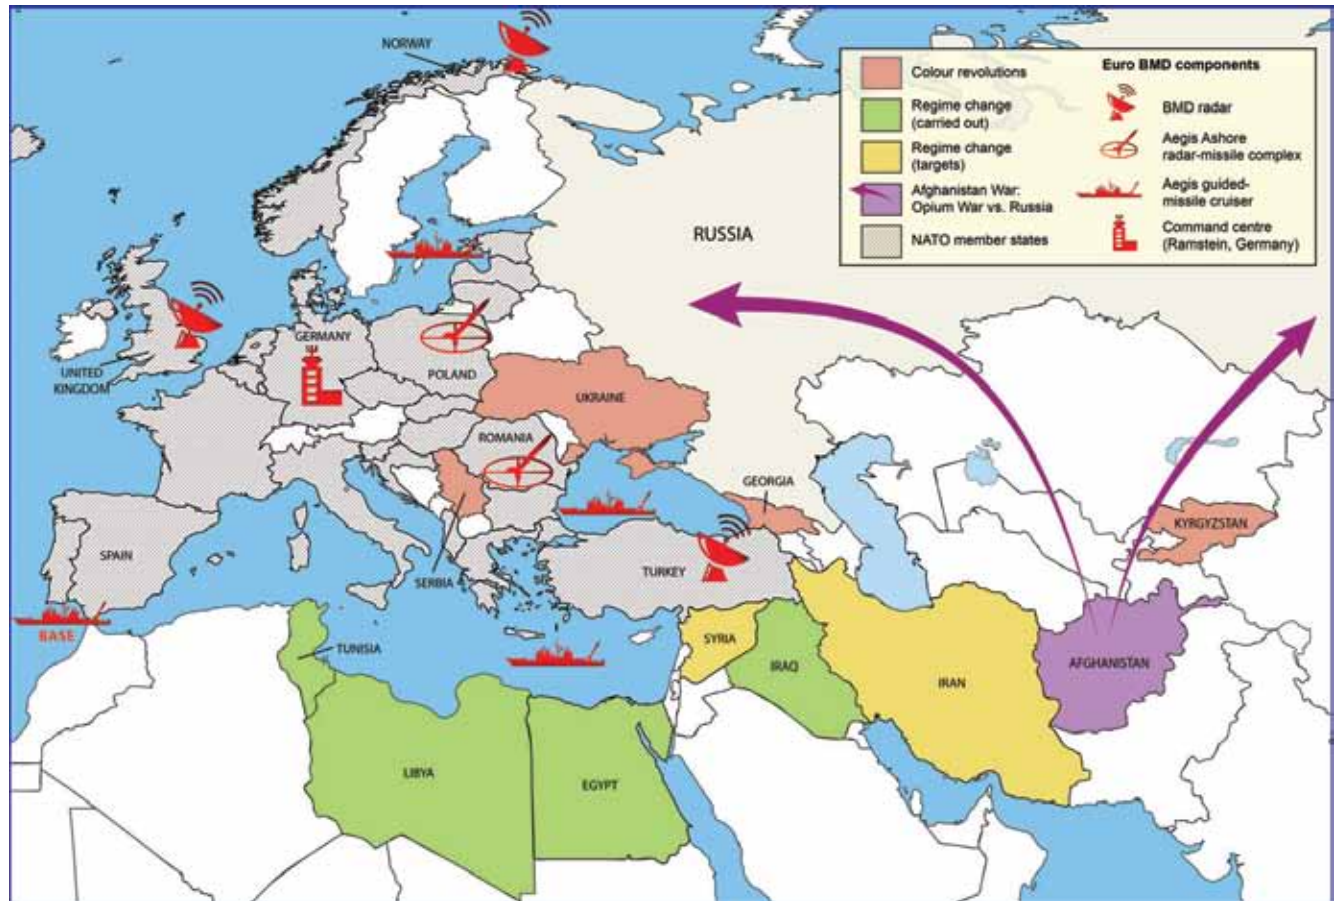 NORWAY
Colour revolutions
Regime change
(carried out)
Regime change
(targets)
Afghanistan War:
Opium War vs. Russia
NATO member states
Euro BMD components
BMD radar
Aegis Ashore
radar-missile complex
Aegis guided-
missile cruiser
Command centre
(Ramstein, Germany)
RUSSIA
UNITED
KINGDOM
GERMANY
POLAND
UKRAINE
ROMANIA
GEORGIA
KYRGYZSTAN
SPAIN
SERBIA
TURKEY
BASE
TUNISIA
SYRIA
IRAQ
IRAN
AFGHANISTAN
LIBYA
EGYPT